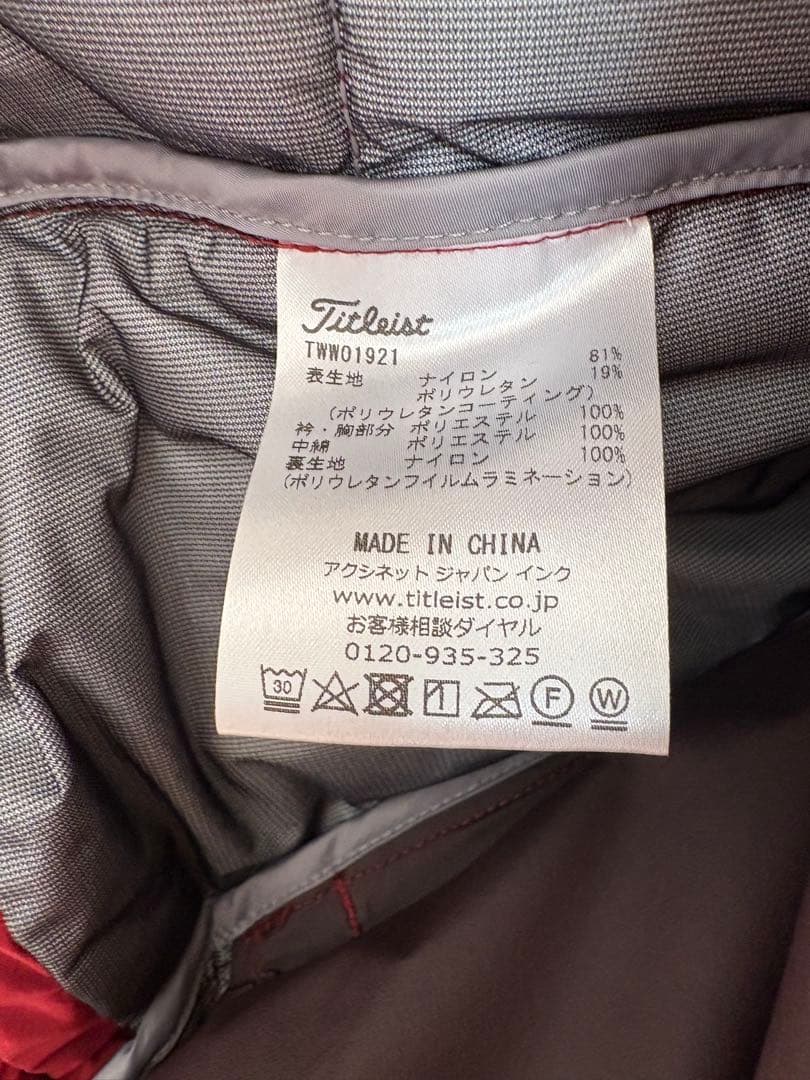 Titleist
TWW01921
表生地 ナイロン 81%
ポリウレタン 19%
(ポリウレタンコーティング)
衿・胸部分 ポリエステル 100%
中綿 ポリエステル 100%
裏生地 ナイロン 100%
(ポリウレタンフイルムラミネーション)
MADE IN CHINA
アクシネット ジャパン インク
www.titleist.co.jp
お客様相談ダイヤル
0120-935-325
30 F W